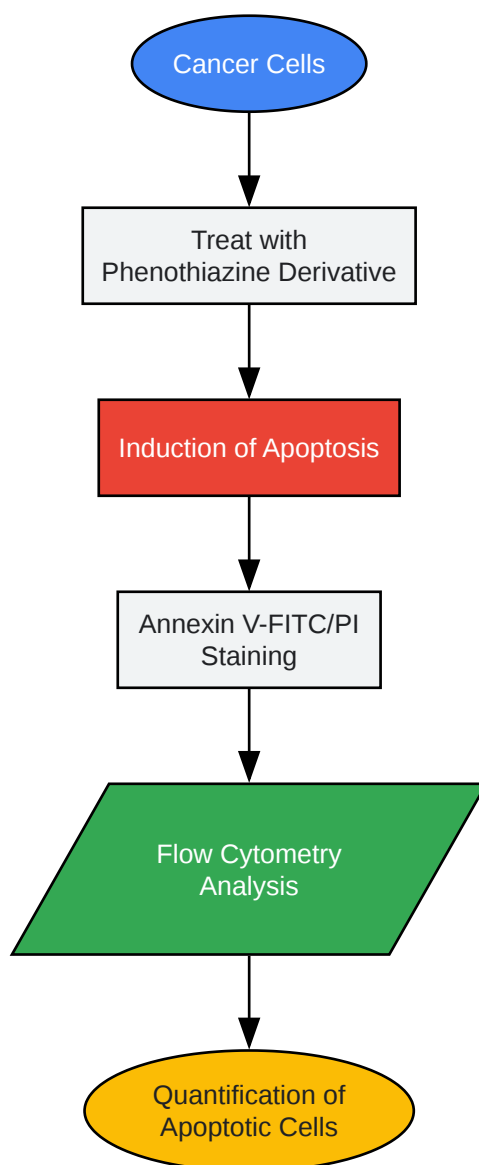 Cancer Cells
Treat with
Phenothiazine Derivative
Induction of Apoptosis
Annexin V-FITC/PI
Staining
Flow Cytometry
Analysis
Quantification of
Apoptotic Cells